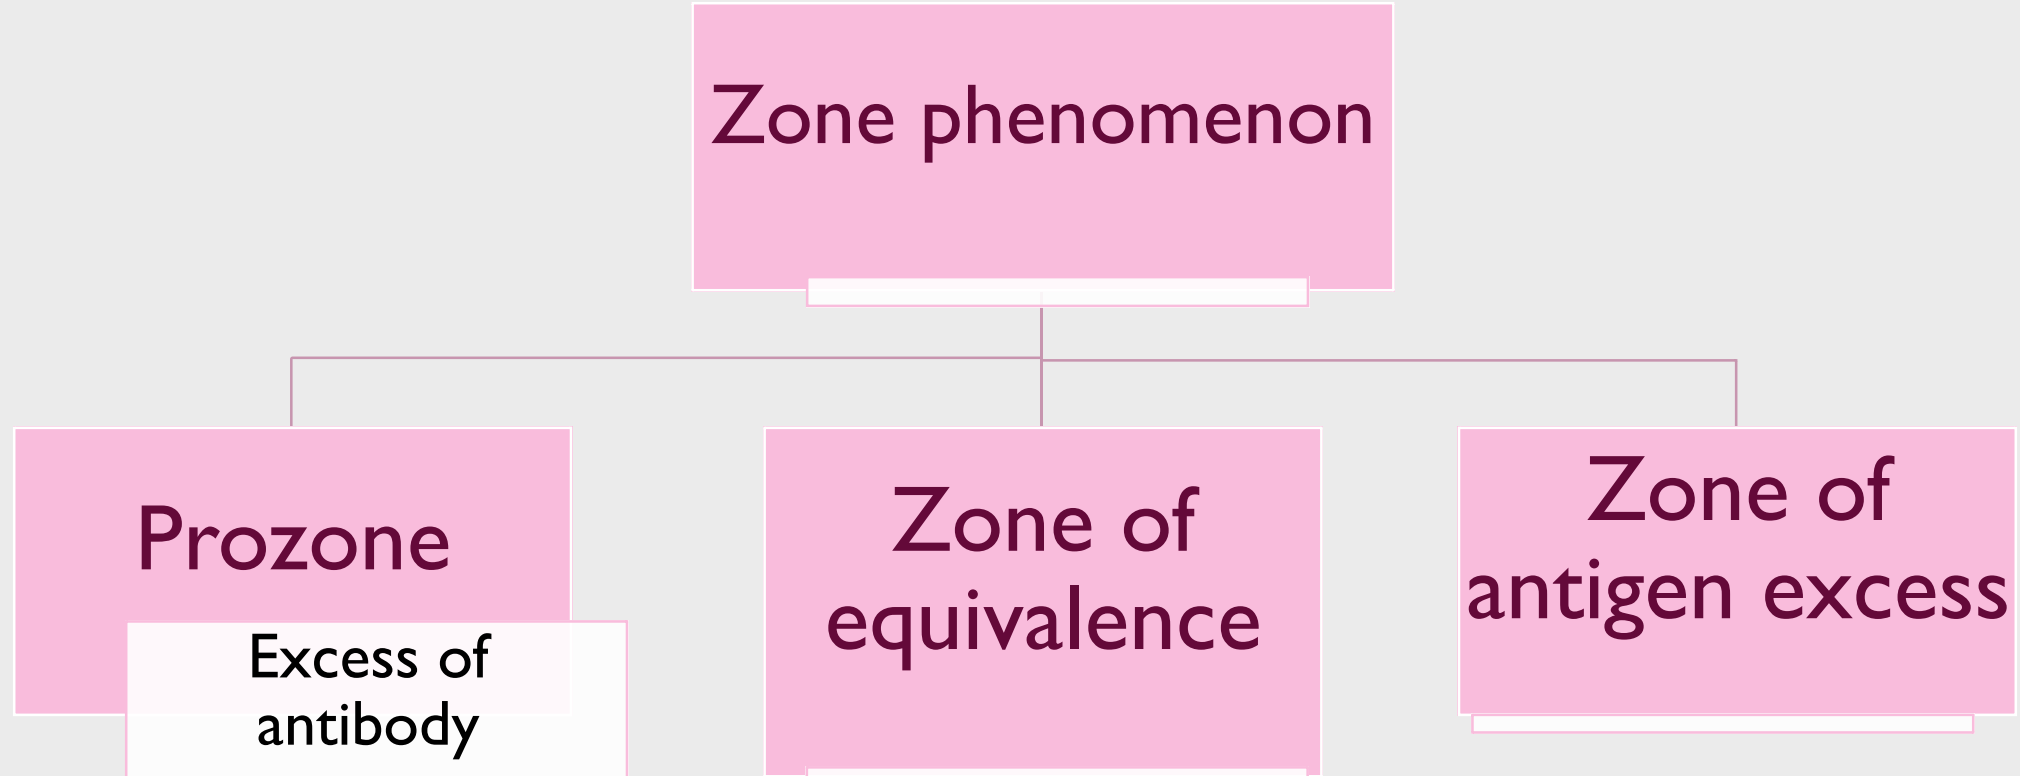 Zone phenomenon
Prozone
Excess of
antibody
Zone of
equivalence
Zone of
antigen excess